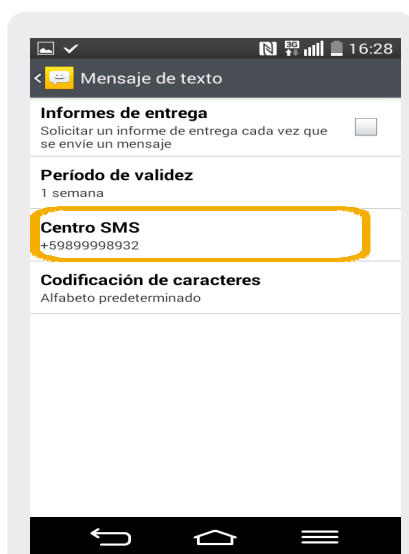 3G 16:28
Mensaje de texto
Informes de entrega
Solicitar un informe de entrega cada vez que
se envíe un mensaje
Período de validez
1 semana
Centro SMS
+59899998932
Codificación de caracteres
Alfabeto predeterminado